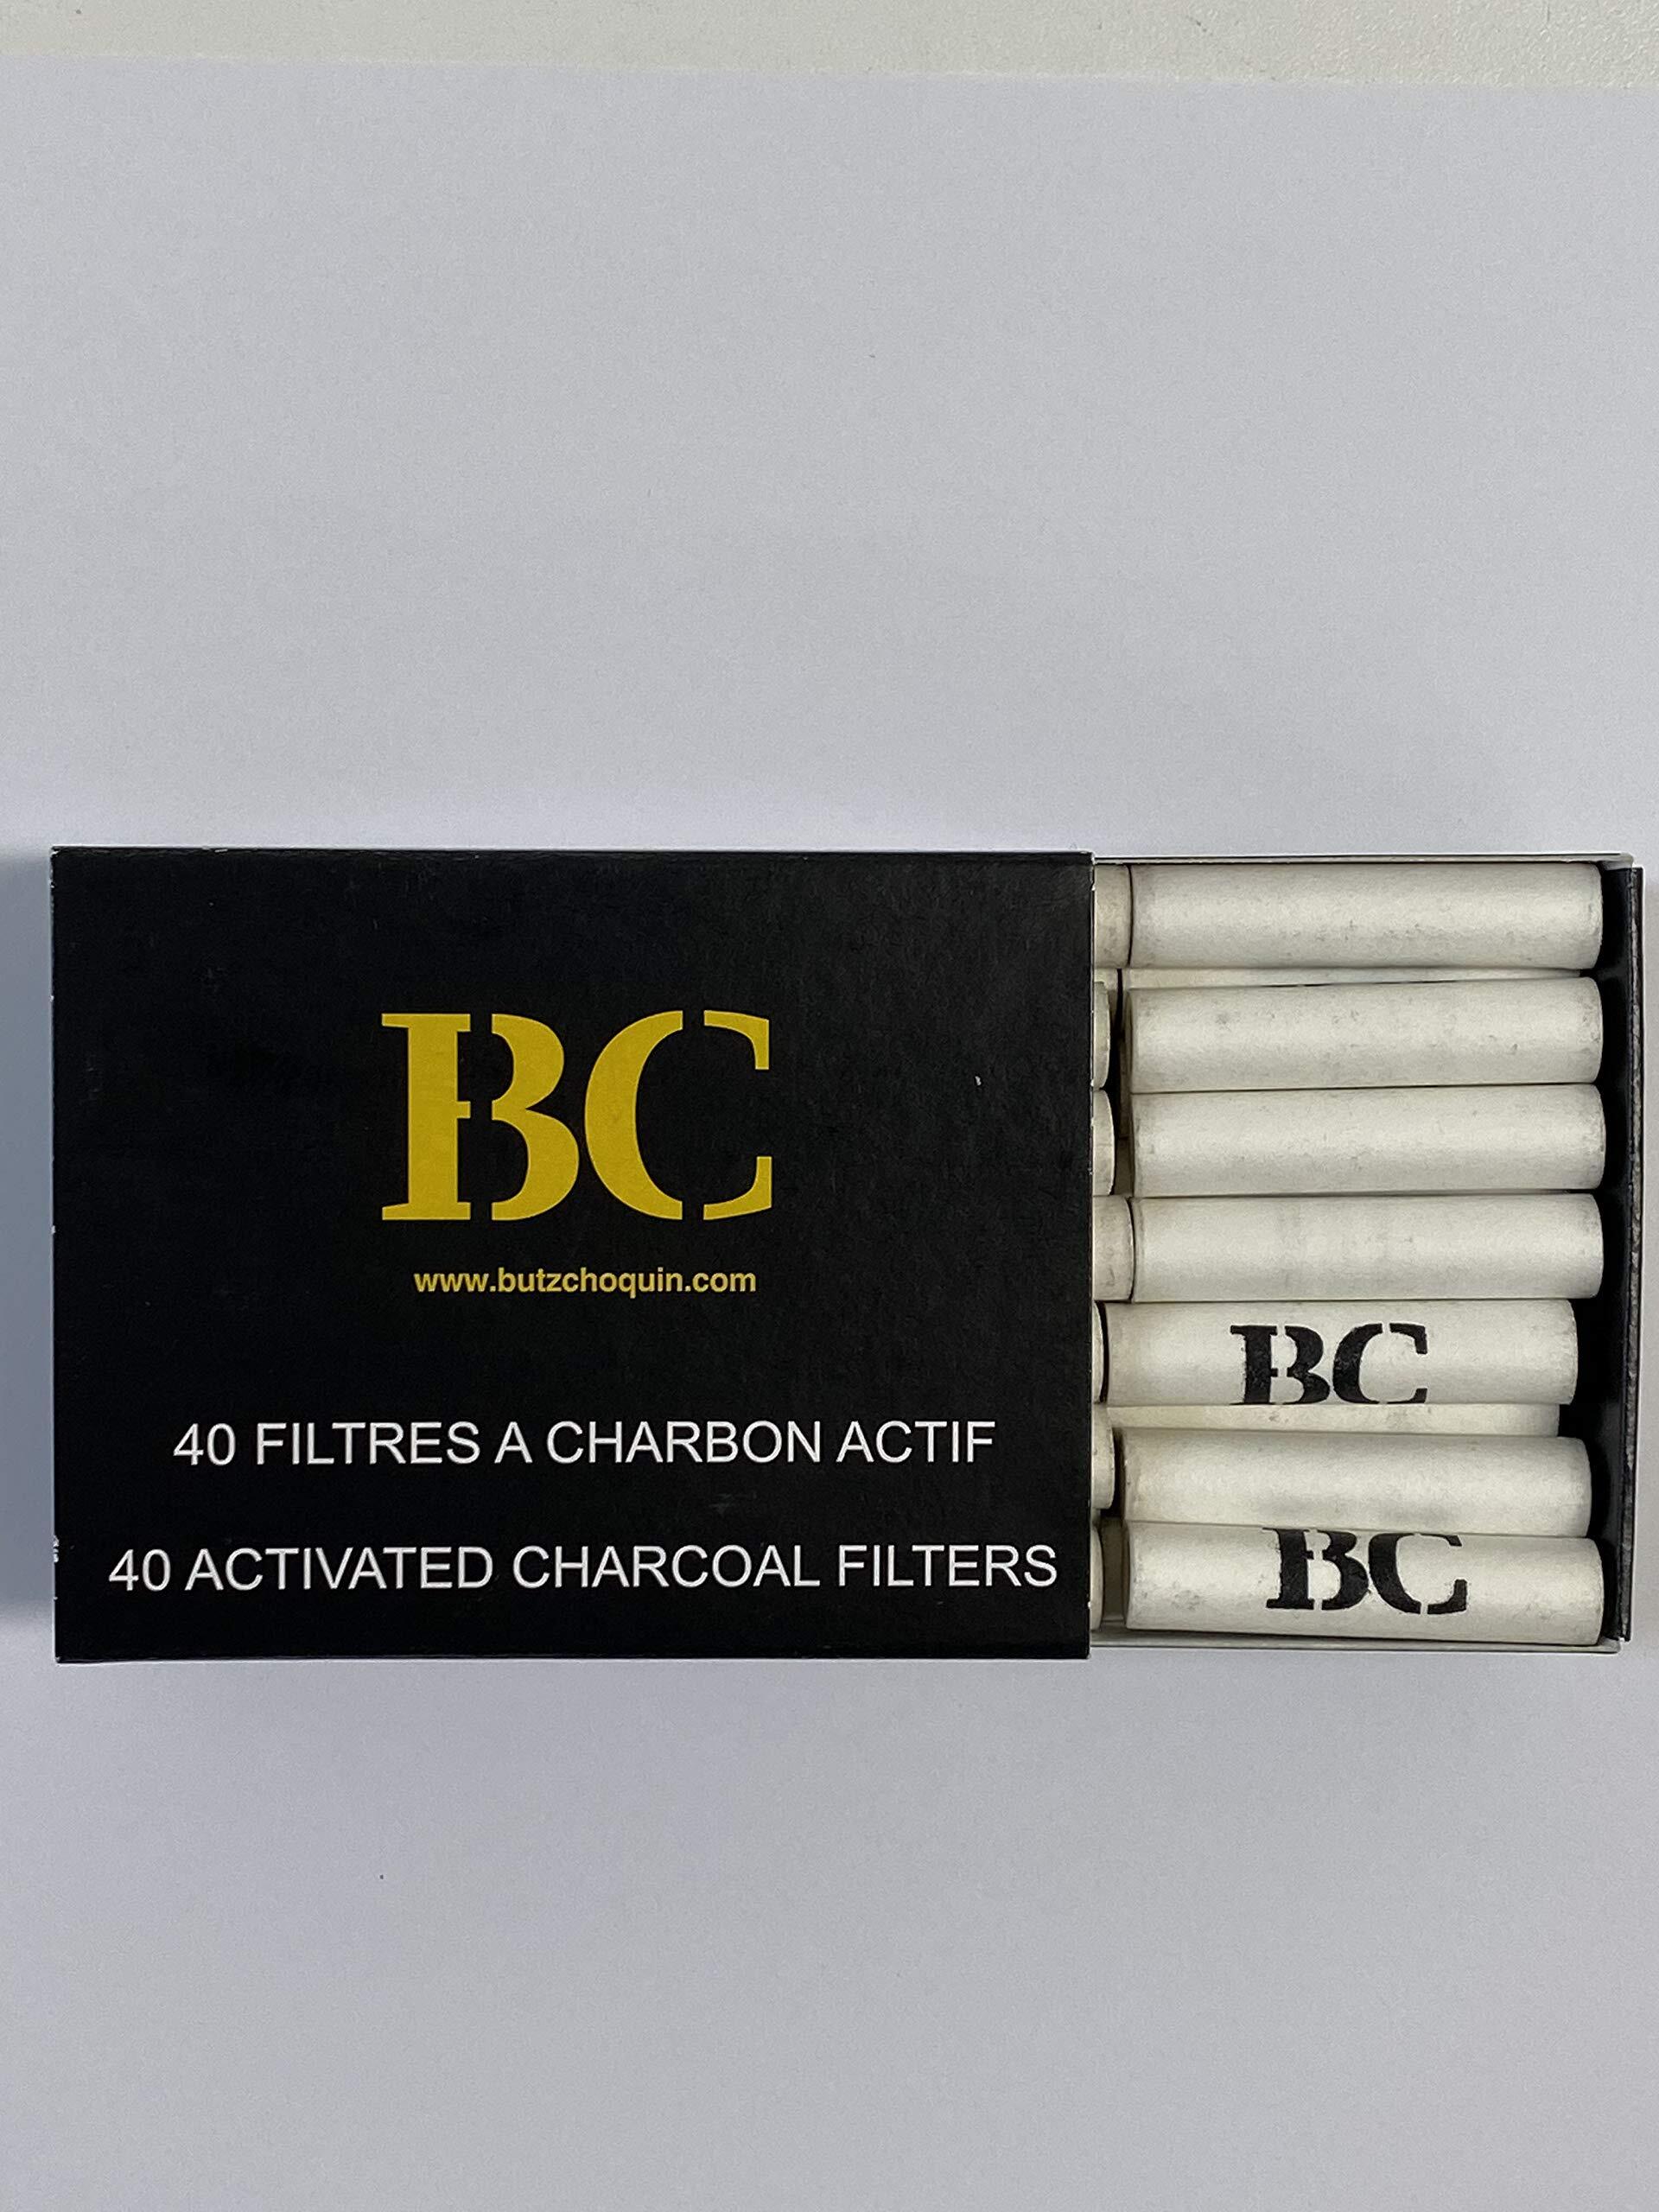 BC
www.butzchoquin.com
40 FILTRES A CHARBON ACTIF
40 ACTIVATED CHARCOAL FILTERS
BC
BC